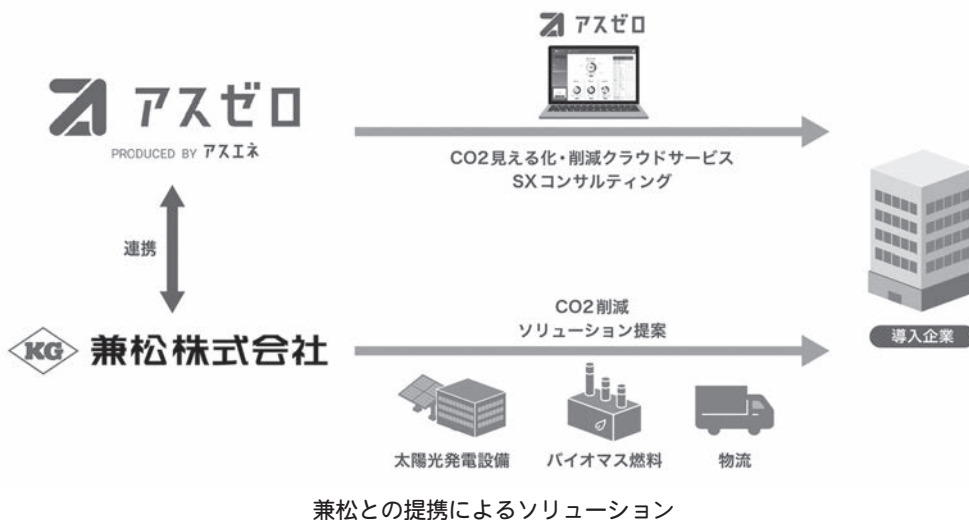 アスゼロ
アスゼロ
PRODUCED BY アスエネ
CO2見える化・削減クラウドサービス
SXコンサルティング
連携
KG 兼松株式会社
CO2削減
ソリューション提案
導入企業
太陽光発電設備
バイオマス燃料
物流
兼松との提携によるソリューション